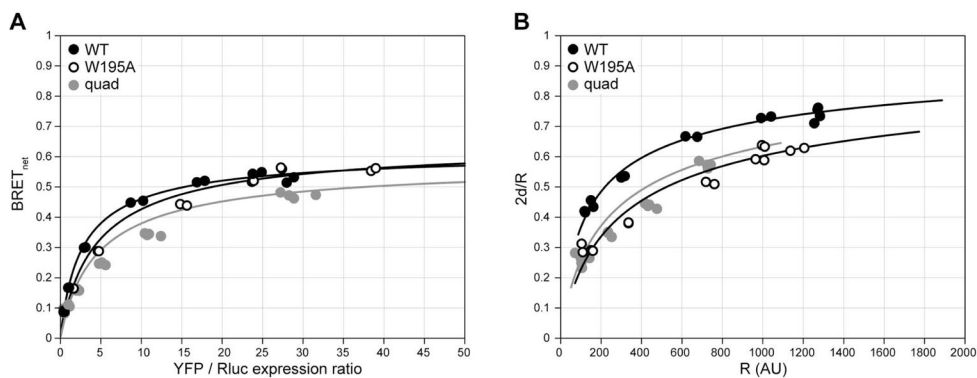 A
WT
W195A
quad
BRETnet
1
0.9
0.8
0.7
0.6
0.5
0.4
0.3
0.2
0.1
0
0 5 10 15 20 25 30 35 40 45 50
YFP / Rluc expression ratio
B
WT
W195A
quad
2d/R
1
0.9
0.8
0.7
0.6
0.5
0.4
0.3
0.2
0.1
0
0 200 400 600 800 1000 1200 1400 1600 1800 2000
R (AU)